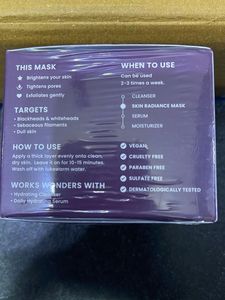 THIS MASK
Brightens your skin
Tightens pores
Exfoliates gently
TARGETS
• Blackheads & whiteheads
• Sebaceous filaments
• Dull skin
HOW TO USE
Apply a thick layer evenly onto clean,
dry skin. Leave it on for 10-15 minutes.
Wash off with lukewarm water.
WORKS WONDERS WITH
• Hydrating Cleanser
• Daily Hydrating Serum
WHEN TO USE
Can be used
2-3 times a week.
CLEANSER
SKIN RADIANCE MASK
SERUM
MOISTURIZER
VEGAN
CRUELTY FREE
PARABEN FREE
SULFATE FREE
DERMATOLOGICALLY TESTED